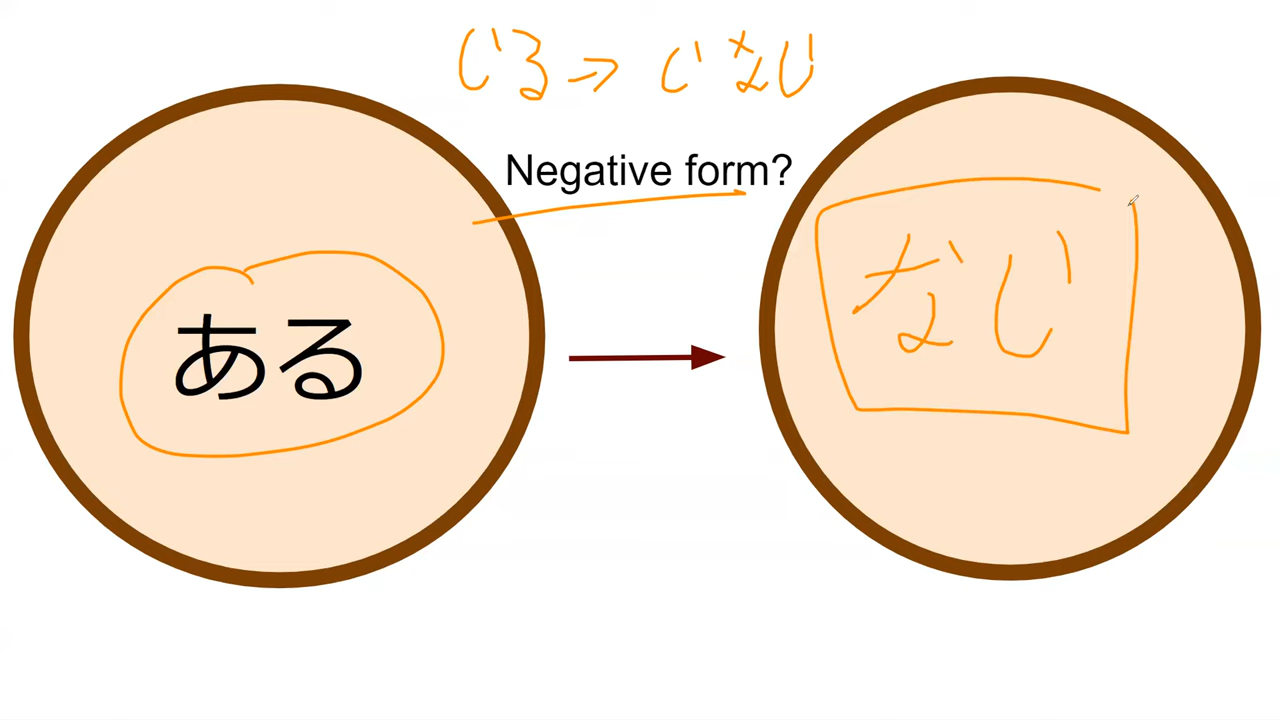 いる → いない
Negative form?
ある → ない